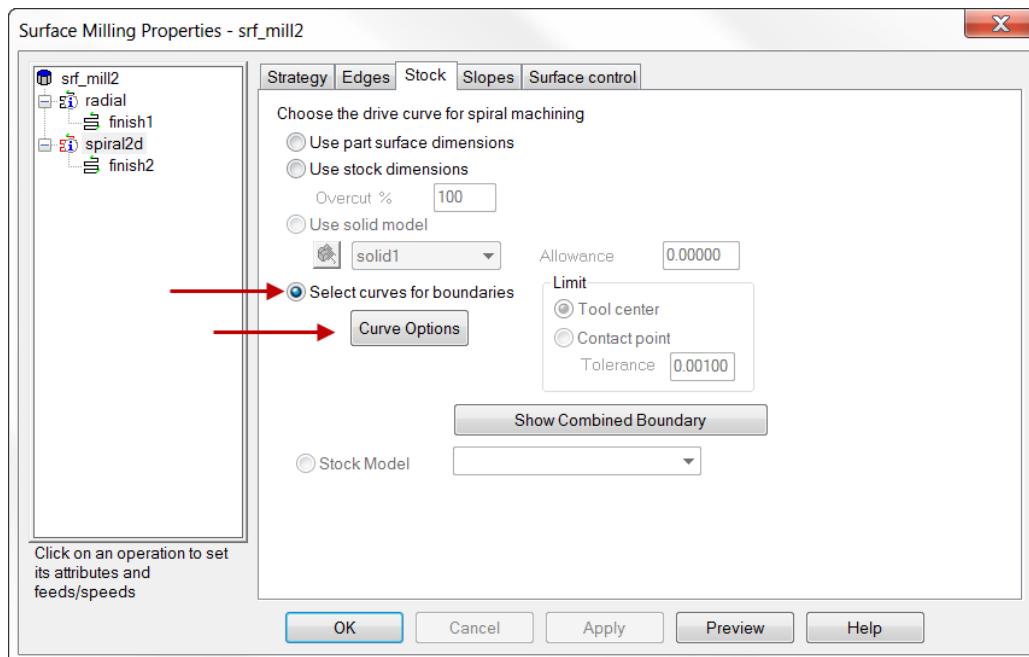 Surface Milling Properties - srf_mill2
srf_mill2
radial
finish1
spiral2d
finish2
Click on an operation to set
its attributes and
feeds/speeds
Strategy Edges Stock Slopes Surface control
Choose the drive curve for spiral machining
Use part surface dimensions
Use stock dimensions
Overcut % 100
Use solid model
solid1 Allowance 0.00000
Select curves for boundaries
Curve Options
Limit
Tool center
Contact point
Tolerance 0.00100
Show Combined Boundary
Stock Model
OK Cancel Apply Preview Help